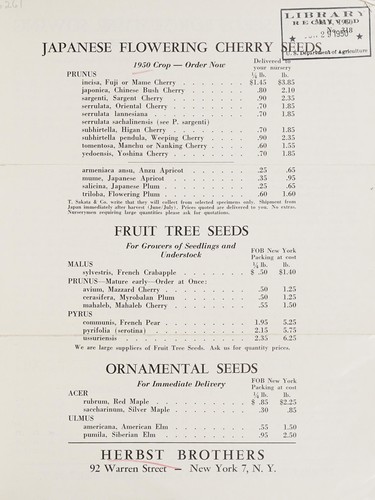 LIBRARY
RECEIVED
U. S. Department of Agriculture
JAPANESE FLOWERING CHERRY SEEDS
1950 Crop — Order Now
Delivered to
your nursery
PRUNUS ¼ lb. lb.
incisa, Fuji or Mame Cherry $1.45 $3.85
japonica, Chinese Bush Cherry .80 2.10
sargenti, Sargent Cherry .90 2.35
serrulata, Oriental Cherry .70 1.85
serrulata lannesiana .70 1.85
serrulata sachalinensis (see P. sargenti)
subhirtella, Higan Cherry .70 1.85
subhirtella pendula, Weeping Cherry .90 2.35
tomentosa, Manchu or Nanking Cherry .60 1.55
yedoensis, Yoshina Cherry .70 1.85
armeniaca ansu, Anzu Apricot .25 .65
mume, Japanese Apricot .35 .95
salicina, Japanese Plum .25 .65
triloba, Flowering Plum .60 1.60
T. Sakata & Co. write that they will collect from selected specimens only. Shipment from
Japan immediately after harvest (June/July). Prices quoted are delivered to you. No extras.
Nurserymen requiring large quantities please ask for quotations.
FRUIT TREE SEEDS
For Growers of Seedlings and
Understock
FOB New York
Packing at cost
MALUS ¼ lb. lb.
sylvestris, French Crabapple $ .50 $1.40
PRUNUS—Mature early—Order at Once:
avium, Mazzard Cherry .50 1.25
cerasifera, Myrobalan Plum .50 1.25
mahaleb, Mahaleb Cherry .55 1.50
PYRUS
communis, French Pear 1.95 5.25
pyrifolia (serotina) 2.15 5.75
ussuriensis 2.35 6.25
We are large suppliers of Fruit Tree Seeds. Ask us for quantity prices.
ORNAMENTAL SEEDS
For Immediate Delivery
FOB New York
Packing at cost
ACER ¼ lb. lb.
rubrum, Red Maple $ .85 $2.25
saccharinum, Silver Maple .30 .85
ULMUS
americana, American Elm .55 1.50
pumila, Siberian Elm .95 2.50
HERBST BROTHERS
92 Warren Street — New York 7, N. Y.